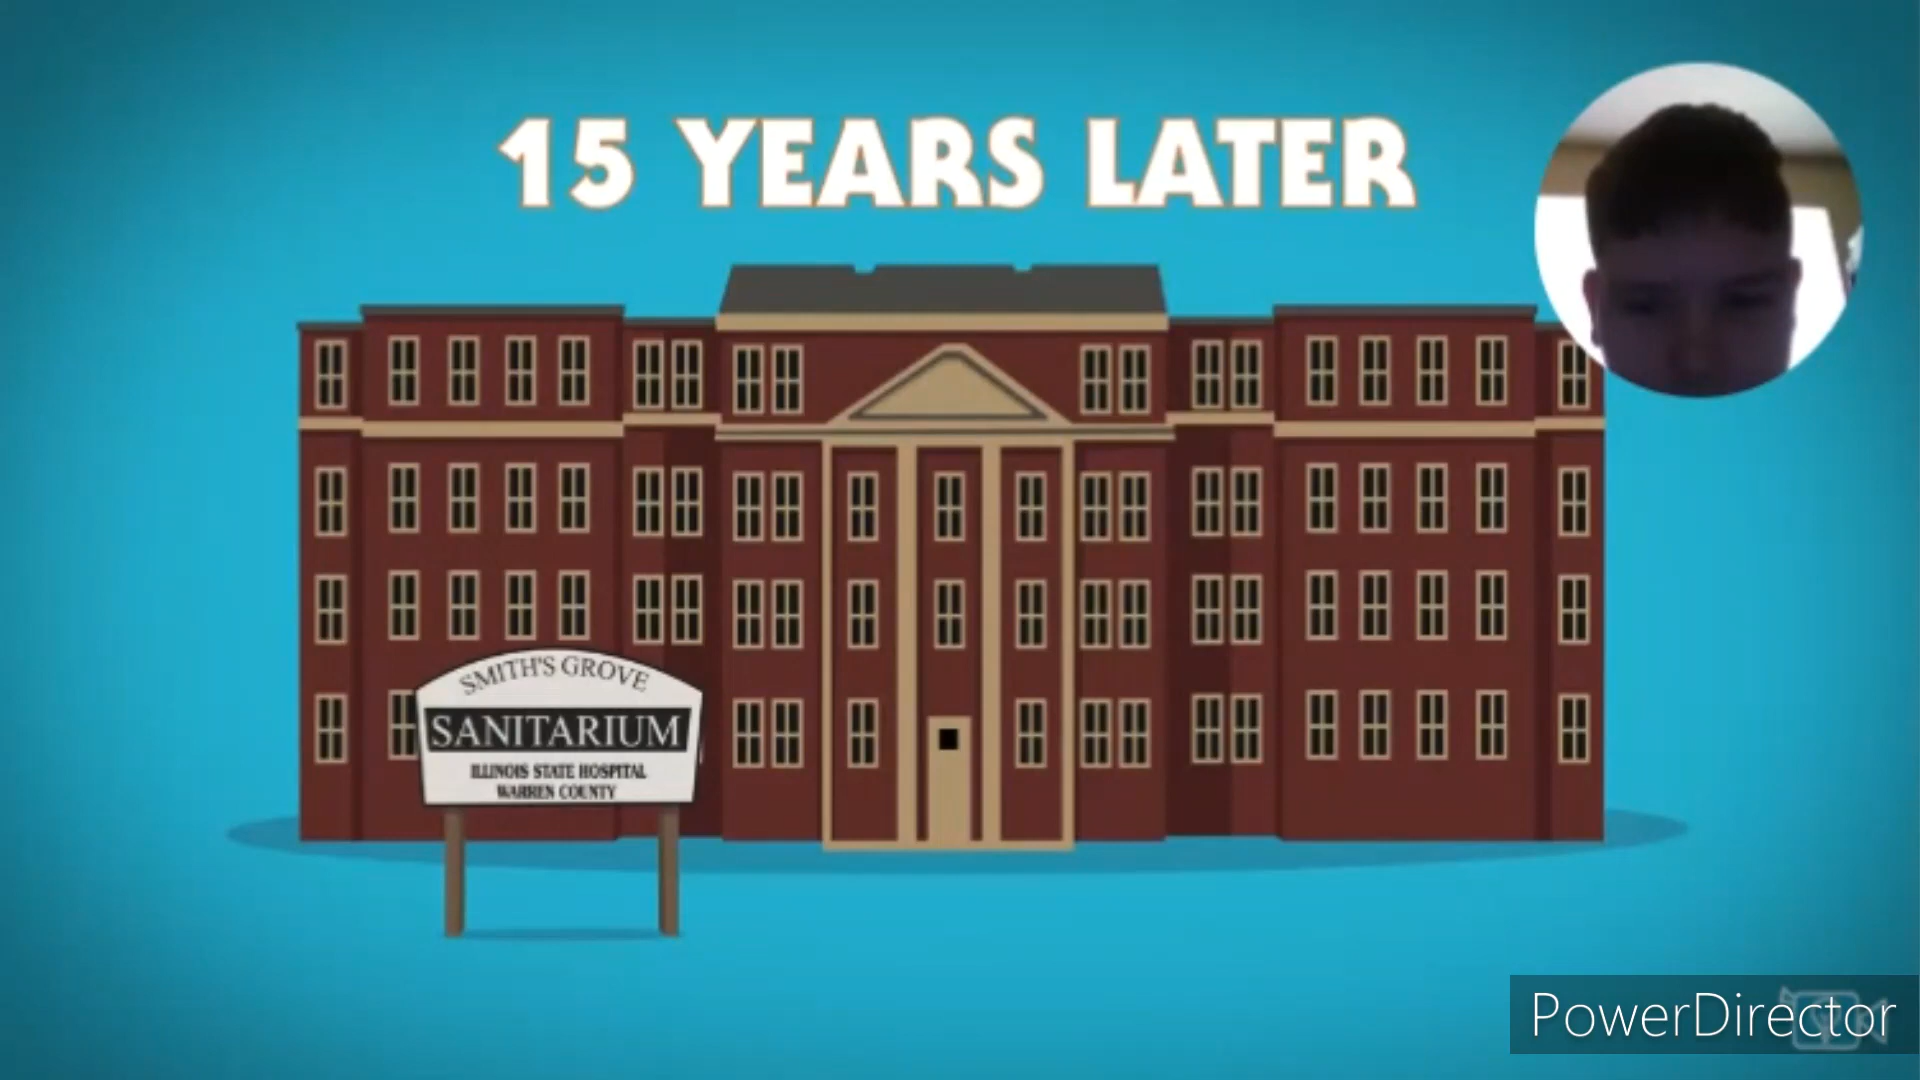 15 YEARS LATER
SMITH'S GROVE
SANITARIUM
ILLINOIS STATE HOSPITAL
WARREN COUNTY
PowerDirector